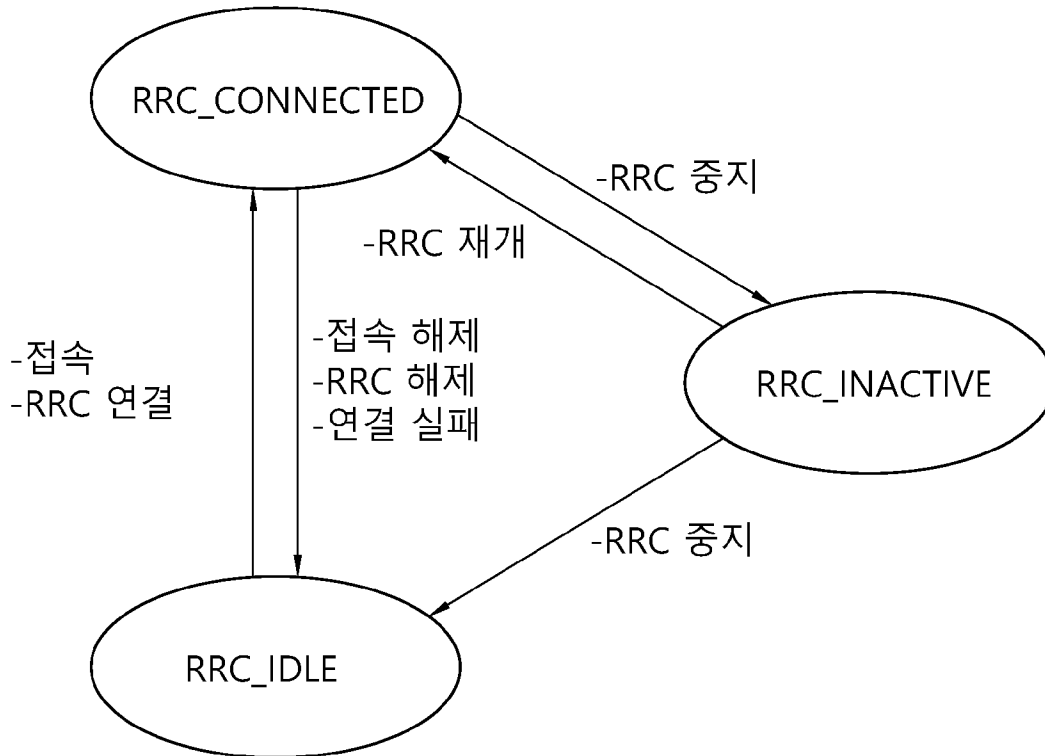 RRC_CONNECTED
-RRC 중지
-RRC 재개
-접속
-RRC 연결
-접속 해제
-RRC 해제
-연결 실패
RRC_INACTIVE
-RRC 중지
RRC_IDLE